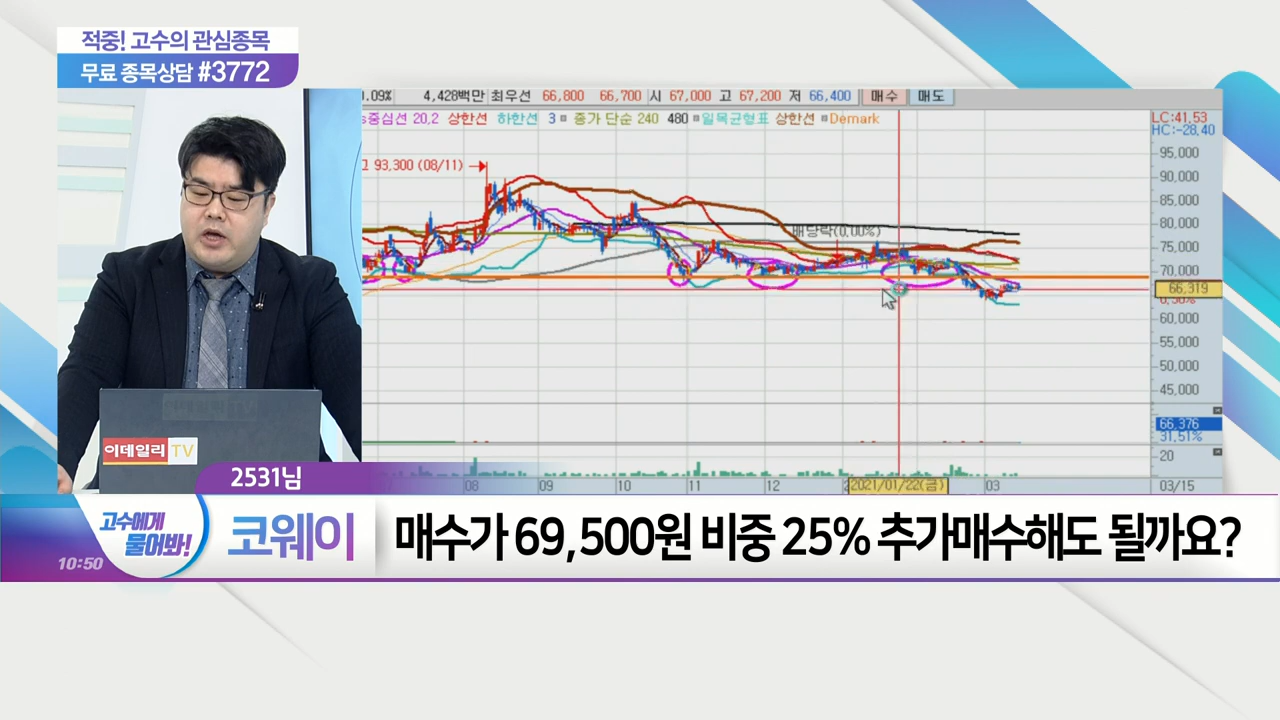 적중! 고수의 관심종목
무료 종목상담 #3772
1.09% 4,428백만 최우선 66,800 66,700 시 67,000 고 67,200 저 66,400 매수 매도
s중심선 20,2 상한선 하한선 3 종가 단순 240 480 일목균형표 상한선 Demark
LC:41,53
HC:-28,40
93,300 (08/11)
95,000
90,000
85,000
80,000
배당락(0,00%)
75,000
70,000
66,319
60,000
55,000
50,000
45,000
66,376
31,51%
20
08 09 10 11 12 2021/01/22(금) 03 03/15
이데일리 TV
2531님
고수에게
물어봐!
10:50
코웨이
매수가 69,500원 비중 25% 추가매수해도 될까요?